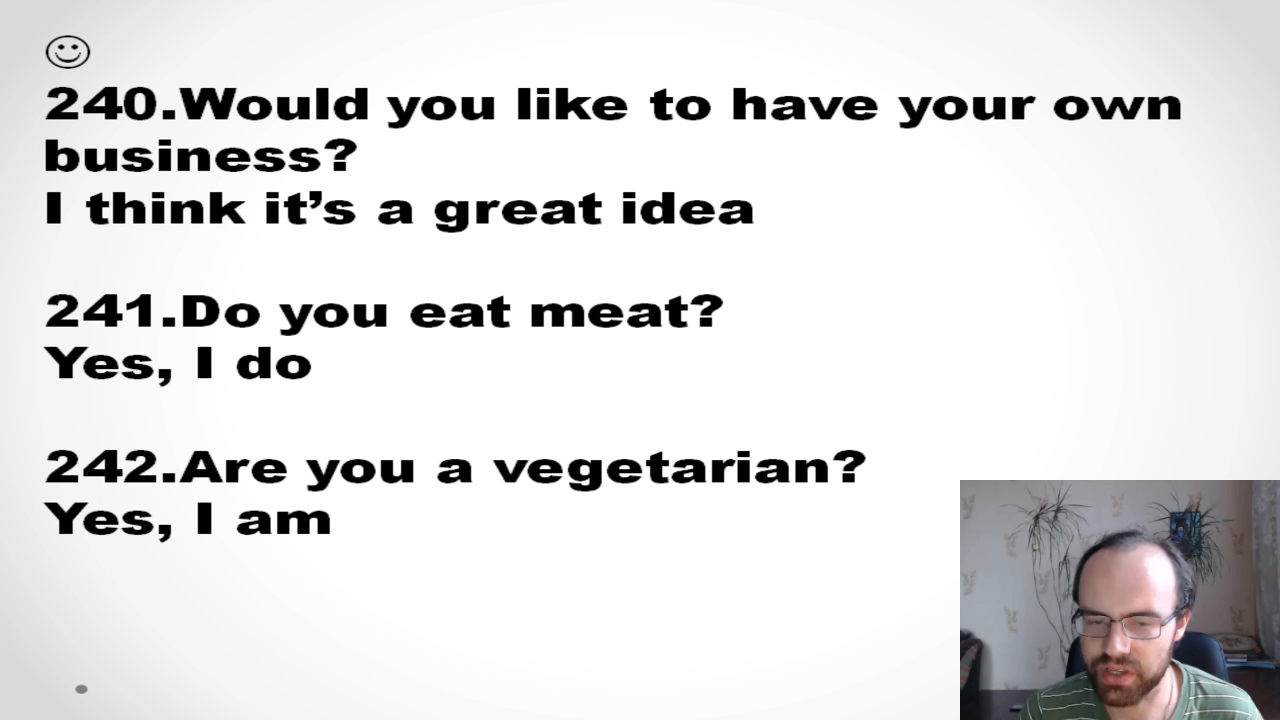 240.Would you like to have your own
business?
I think it’s a great idea
241.Do you eat meat?
Yes, I do
242.Are you a vegetarian?
Yes, I am